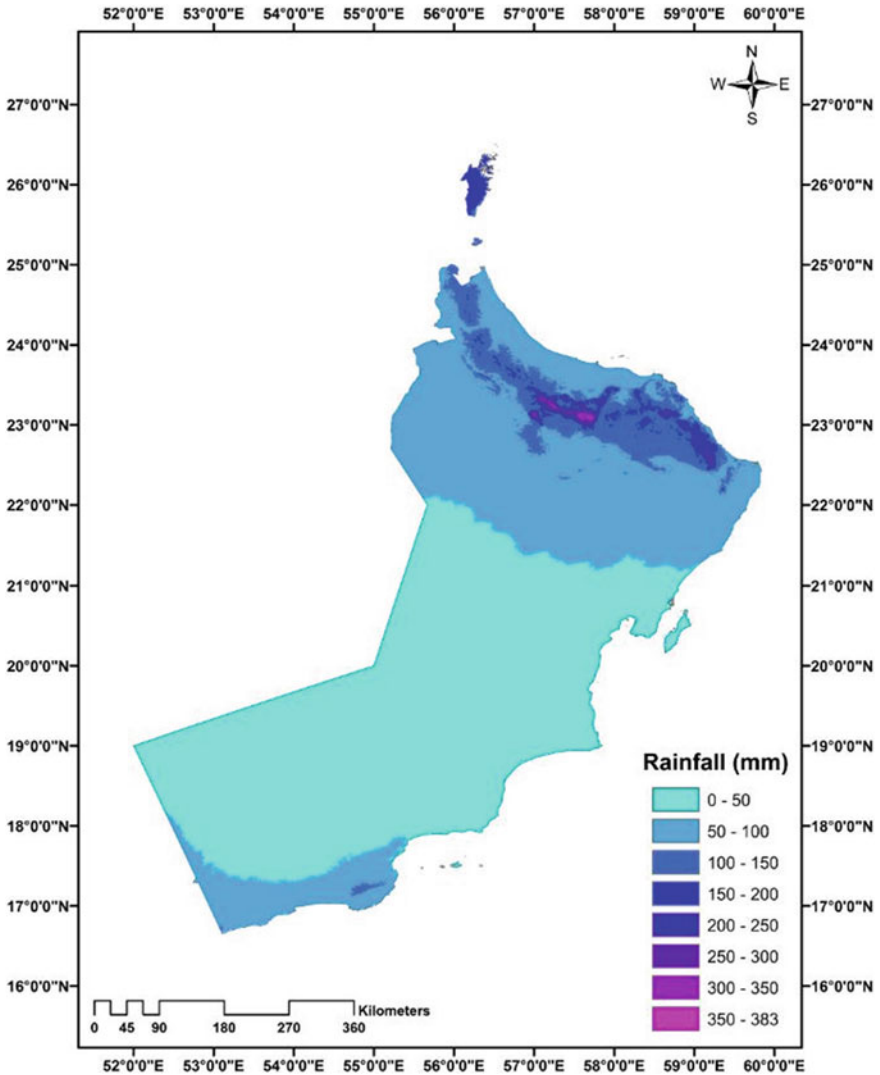 52°0'0"E 53°0'0"E 54°0'0"E 55°0'0"E 56°0'0"E 57°0'0"E 58°0'0"E 59°0'0"E 60°0'0"E
N
W E
S
27°0'0"N 27°0'0"N
26°0'0"N 26°0'0"N
25°0'0"N 25°0'0"N
24°0'0"N 24°0'0"N
23°0'0"N 23°0'0"N
22°0'0"N 22°0'0"N
21°0'0"N 21°0'0"N
20°0'0"N 20°0'0"N
19°0'0"N 19°0'0"N
Rainfall (mm)
0 - 50
18°0'0"N 18°0'0"N
50 - 100
100 - 150
17°0'0"N 17°0'0"N
150 - 200
200 - 250
250 - 300
16°0'0"N 16°0'0"N
300 - 350
350 - 383
Kilometers
0 45 90 180 270 360
52°0'0"E 53°0'0"E 54°0'0"E 55°0'0"E 56°0'0"E 57°0'0"E 58°0'0"E 59°0'0"E 60°0'0"E